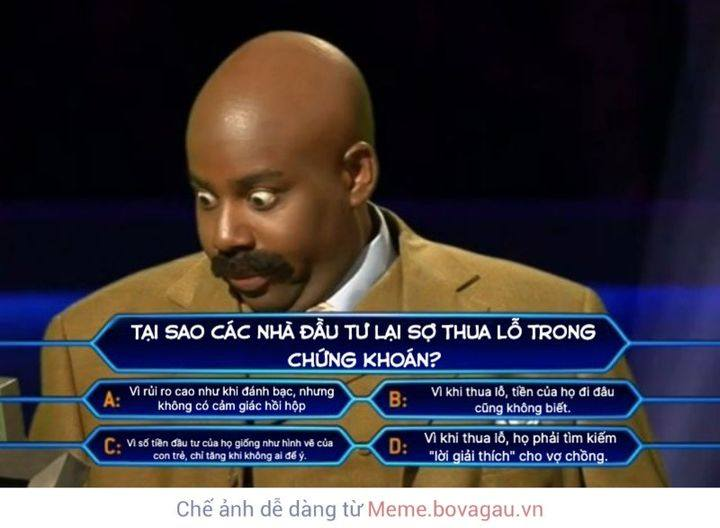 TẠI SAO CÁC NHÀ ĐẦU TƯ LẠI SỢ THUA LỖ TRONG
CHỨNG KHOÁN?
A: Vì rủi ro cao như khi đánh bạc, nhưng
không có cảm giác hồi hộp
B: Vì khi thua lỗ, tiền của họ đi đâu
cũng không biết.
C: Vì số tiền đầu tư của họ giống như hình vẽ của
con trẻ, chỉ tăng khi không ai để ý.
D: Vì khi thua lỗ, họ phải tìm kiếm
"lời giải thích" cho vợ chồng.
Chế ảnh dễ dàng từ Meme.bovagau.vn